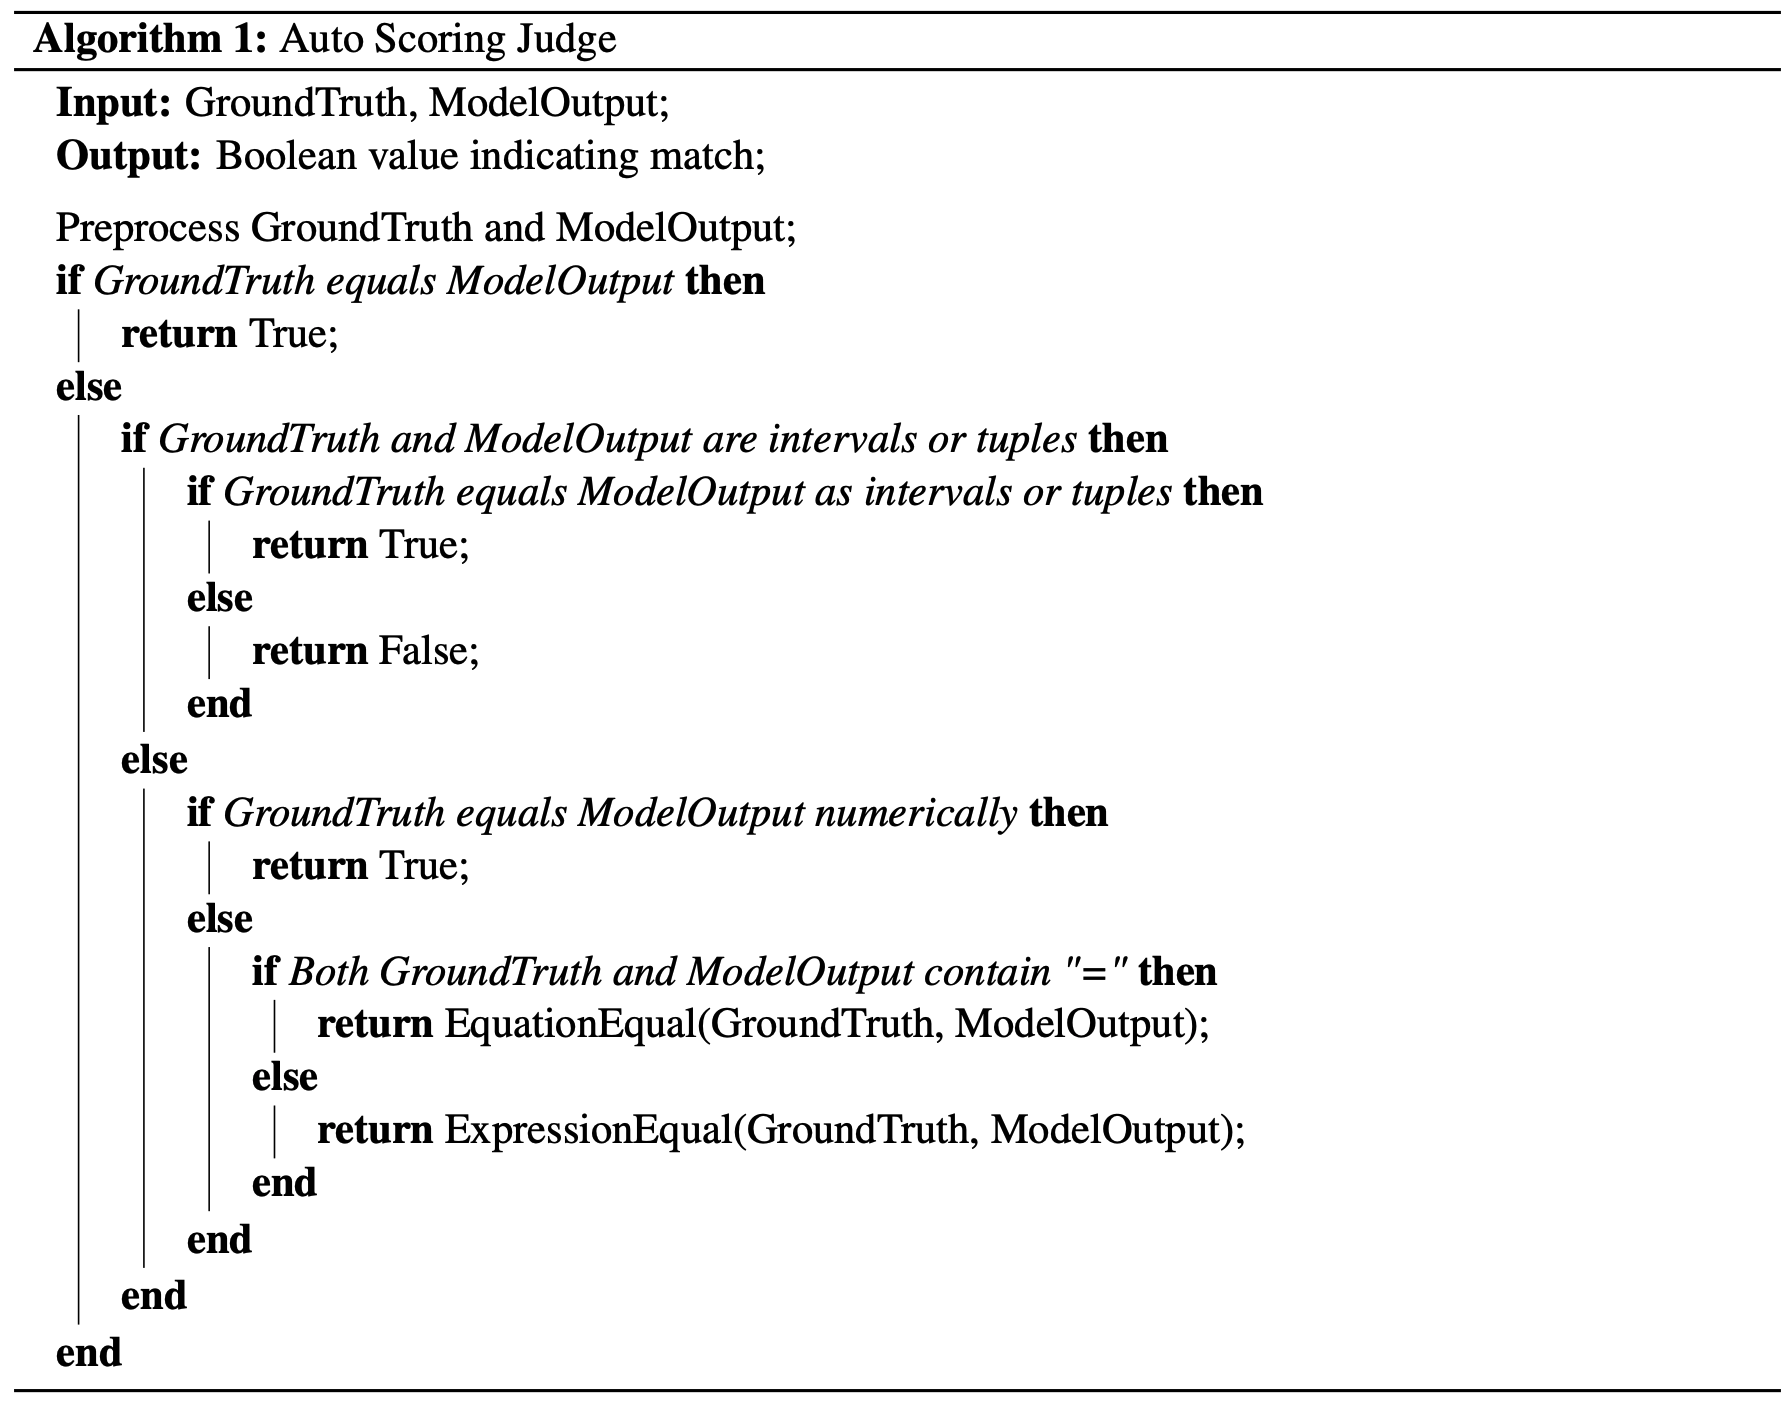 Algorithm 1: Auto Scoring Judge
Input: GroundTruth, ModelOutput;
Output: Boolean value indicating match;
Preprocess GroundTruth and ModelOutput;
if GroundTruth equals ModelOutput then
return True;
else
if GroundTruth and ModelOutput are intervals or tuples then
if GroundTruth equals ModelOutput as intervals or tuples then
return True;
else
return False;
end
else
if GroundTruth equals ModelOutput numerically then
return True;
else
if Both GroundTruth and ModelOutput contain "=" then
return EquationEqual(GroundTruth, ModelOutput);
else
return ExpressionEqual(GroundTruth, ModelOutput);
end
end
end
end